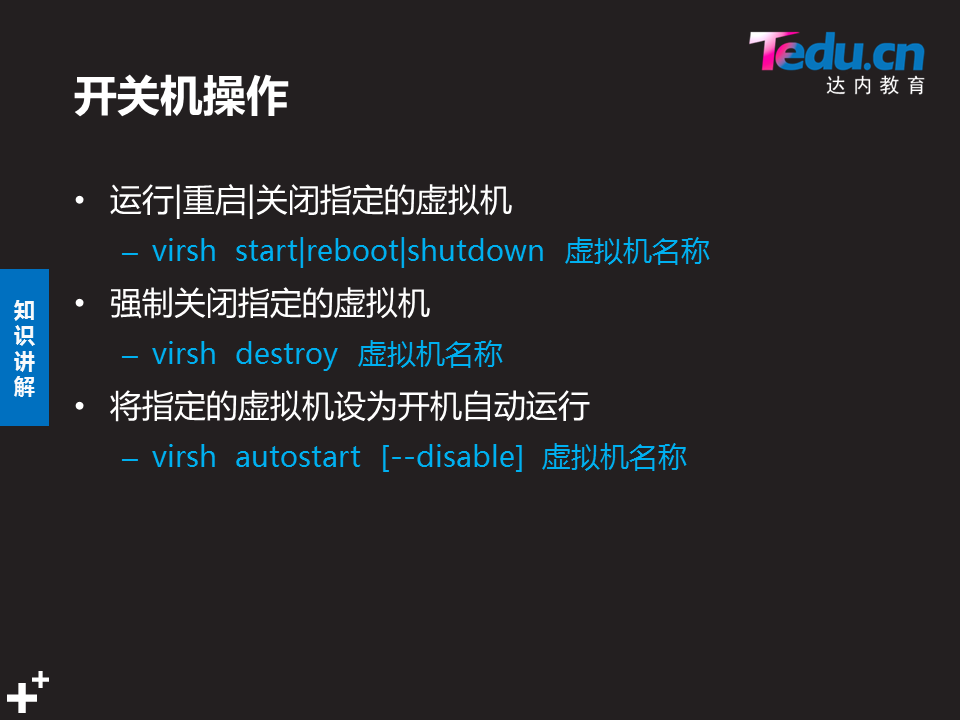 Tedu.cn
达内教育
开关机操作
• 运行|重启|关闭指定的虚拟机
– virsh start|reboot|shutdown 虚拟机名称
• 强制关闭指定的虚拟机
– virsh destroy 虚拟机名称
• 将指定的虚拟机设为开机自动运行
– virsh autostart [--disable] 虚拟机名称
知识讲解